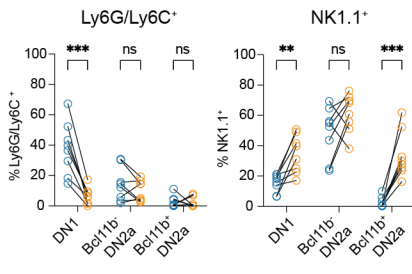 Ly6G/Ly6C⁺
NK1.1⁺
*** ns ns
** ns ***
% Ly6G/Ly6C⁺
100
80
60
40
20
0
DN1
Bcl11b⁻
DN2a
Bcl11b⁺
DN2a
% NK1.1⁺
100
80
60
40
20
0
DN1
Bcl11b⁻
DN2a
Bcl11b⁺
DN2a